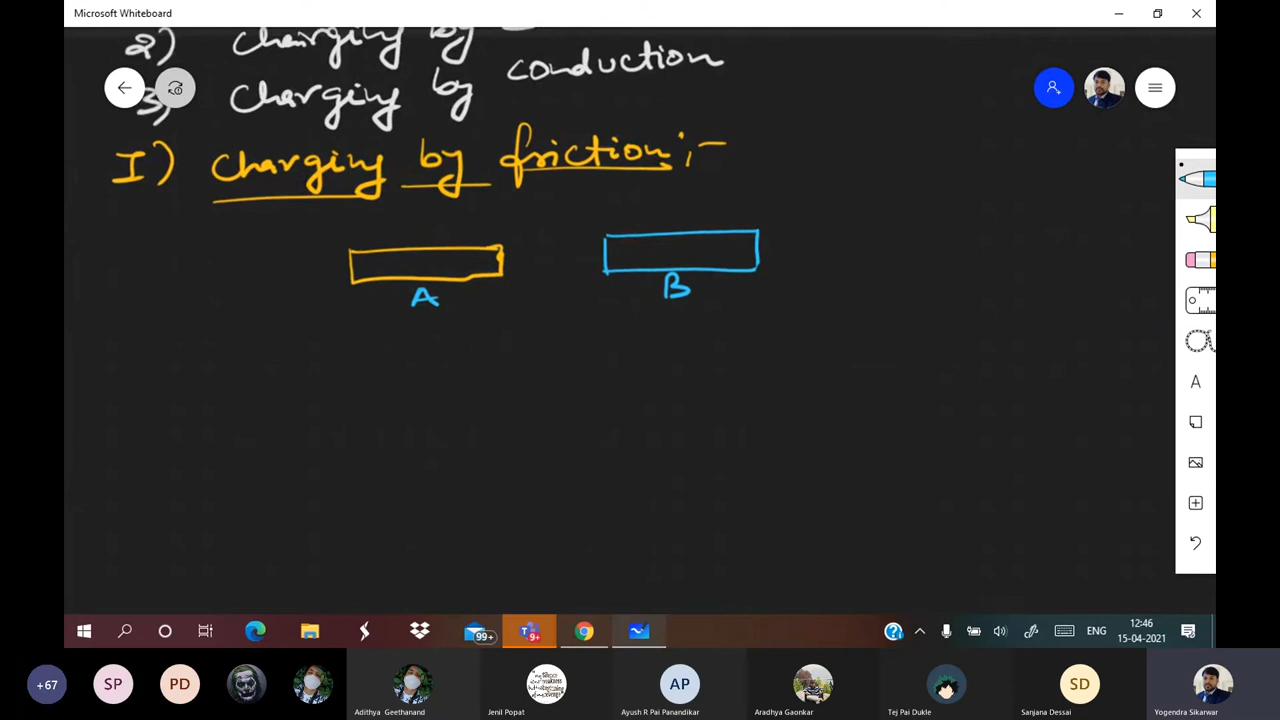 Microsoft Whiteboard
2) Charging by
conduction
3) Charging by
I) Charging by friction :-
A
B
A
99+
9+
ENG
12:46
15-04-2021
+67
SP
PD
AP
SD
Adithya Geethanand
Jenil Popat
Ayush R Pai Panandikar
Aradhya Gaonkar
Tej Pai Dukle
Sanjana Dessai
Yogendra Sikarwar